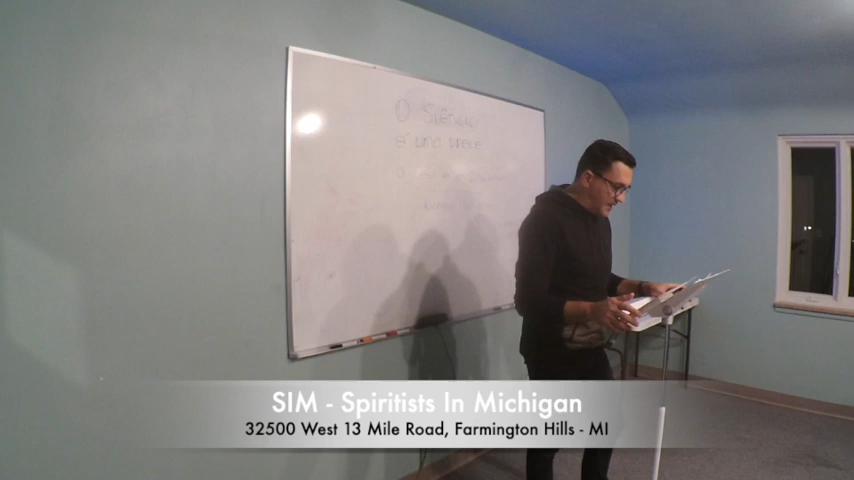 O Silêncio
é uma prece
SIM - Spiritists In Michigan
32500 West 13 Mile Road, Farmington Hills - MI